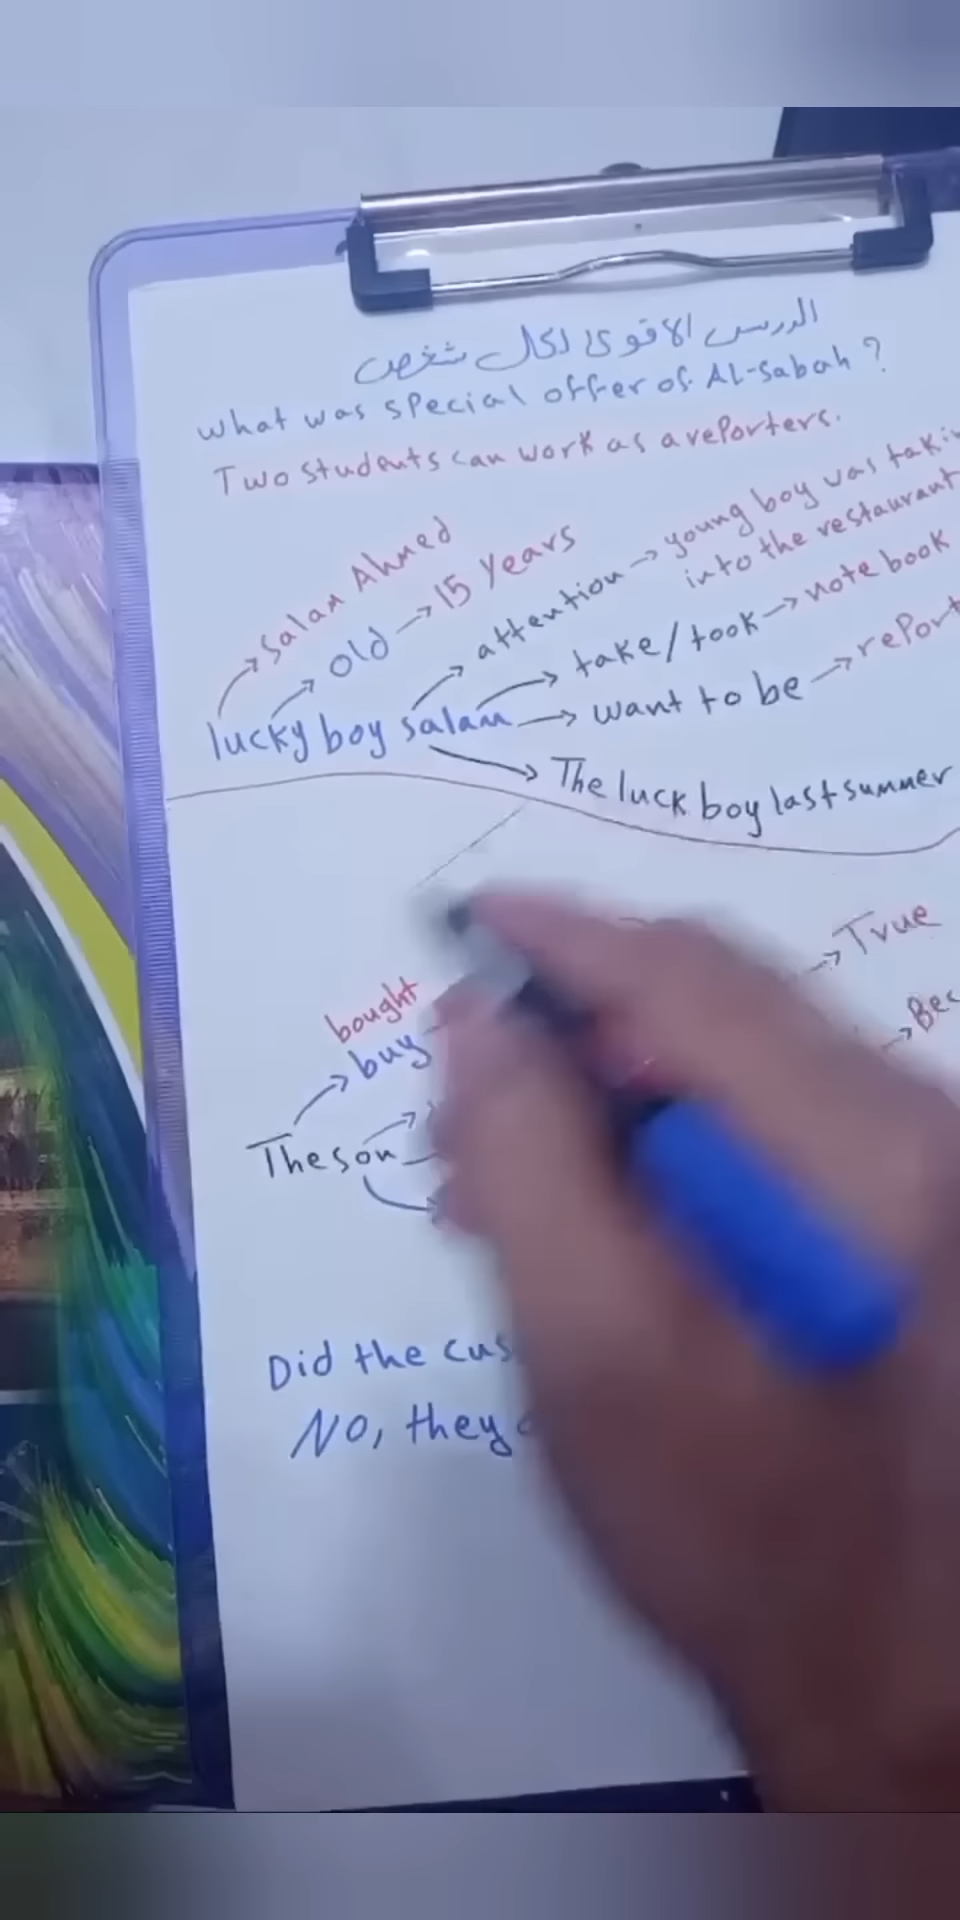 الدرس الاقوى لكل شخص
what was special offer of AL-Sabah ?
Two students can work as a reporters.
Salam Ahmed
old → 15 years
attention → young boy was takin
into the restaurant
take/took → note book
want to be → report
lucky boy salam
The luck boy last summer
True
bought
buy
Bec
The son
Did the cus
No, they